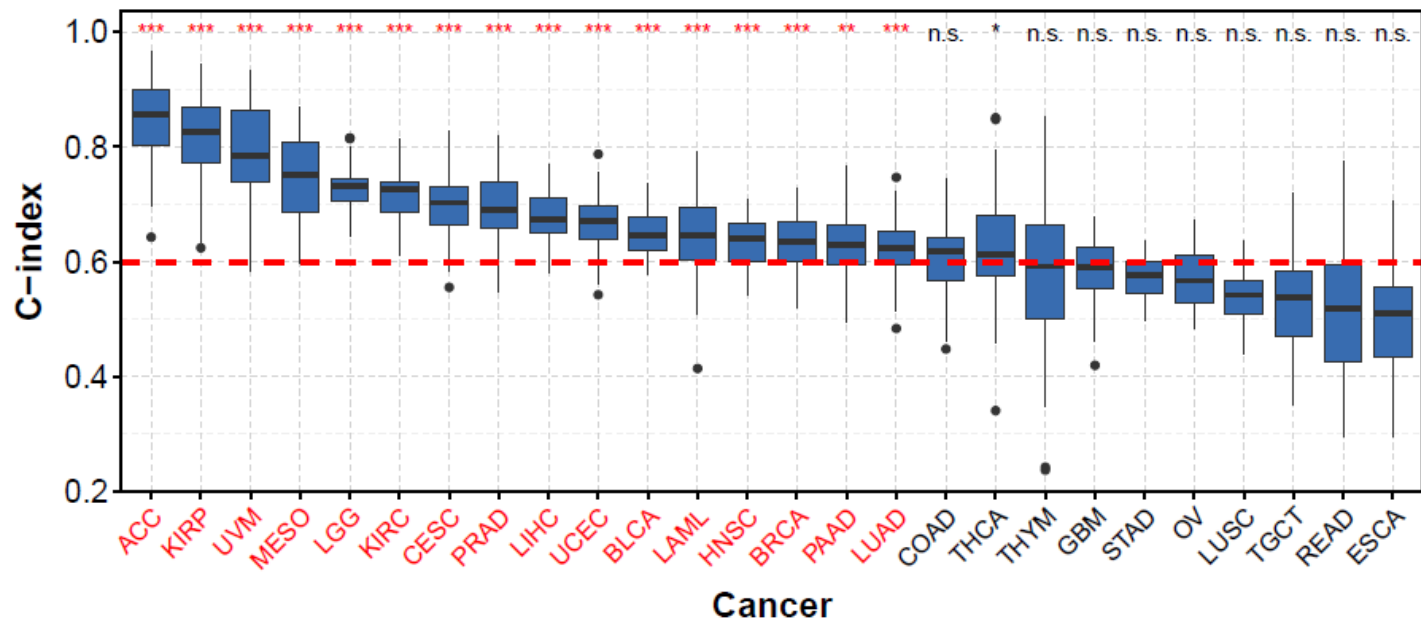 *** *** *** *** *** *** *** *** *** *** *** *** *** *** ** *** n.s. * n.s. n.s. n.s. n.s. n.s. n.s. n.s. n.s.
1.0
0.8
0.6
0.4
0.2
C-index
ACC KIRP UVM MESO LGG KIRC CESC PRAD LIHC UCEC BLCA LAML HNSC BRCA PAAD LUAD COAD THCA THYM GBM STAD OV LUSC TGCT READ ESCA
Cancer